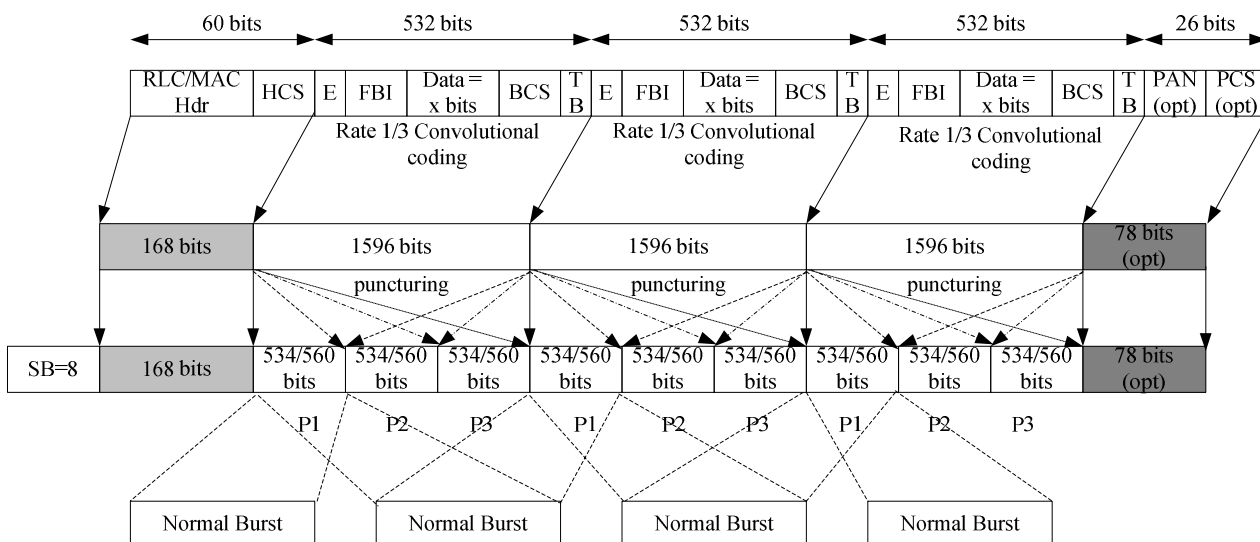 60 bits
532 bits
532 bits
532 bits
26 bits
RLC/MAC
Hdr
HCS
E
FBI
Data =
x bits
BCS
T
B
E
FBI
Data =
x bits
BCS
T
B
E
FBI
Data =
x bits
BCS
T
B
PAN
(opt)
PCS
(opt)
Rate 1/3 Convolutional
coding
Rate 1/3 Convolutional
coding
Rate 1/3 Convolutional
coding
168 bits
1596 bits
1596 bits
1596 bits
78 bits
(opt)
puncturing
puncturing
puncturing
SB=8
168 bits
534/560
bits
534/560
bits
534/560
bits
534/560
bits
534/560
bits
534/560
bits
534/560
bits
534/560
bits
534/560
bits
78 bits
(opt)
P1
P2
P3
P1
P2
P3
P1
P2
P3
Normal Burst
Normal Burst
Normal Burst
Normal Burst